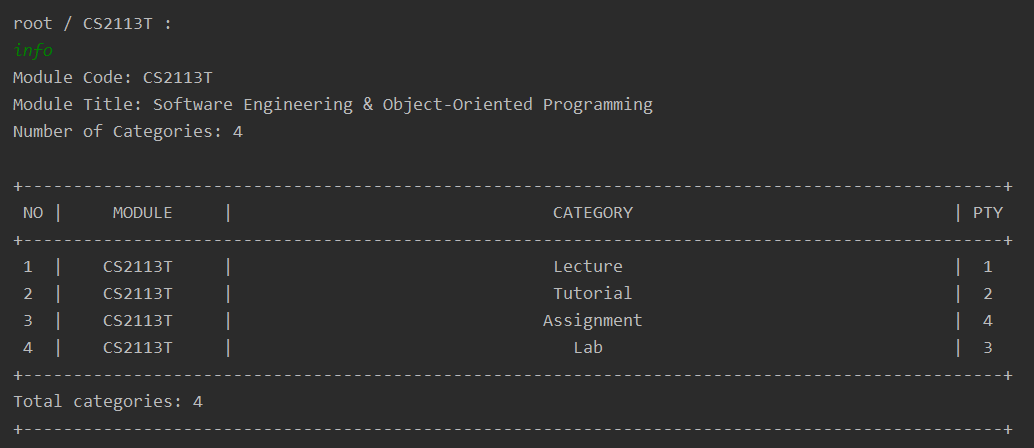 root / CS2113T :
info
Module Code: CS2113T
Module Title: Software Engineering & Object-Oriented Programming
Number of Categories: 4
+--------------------------------------------------------------------------------------------------+
NO | MODULE | CATEGORY | PTY
+--------------------------------------------------------------------------------------------------+
1 | CS2113T | Lecture | 1
2 | CS2113T | Tutorial | 2
3 | CS2113T | Assignment | 4
4 | CS2113T | Lab | 3
+--------------------------------------------------------------------------------------------------+
Total categories: 4
+--------------------------------------------------------------------------------------------------+